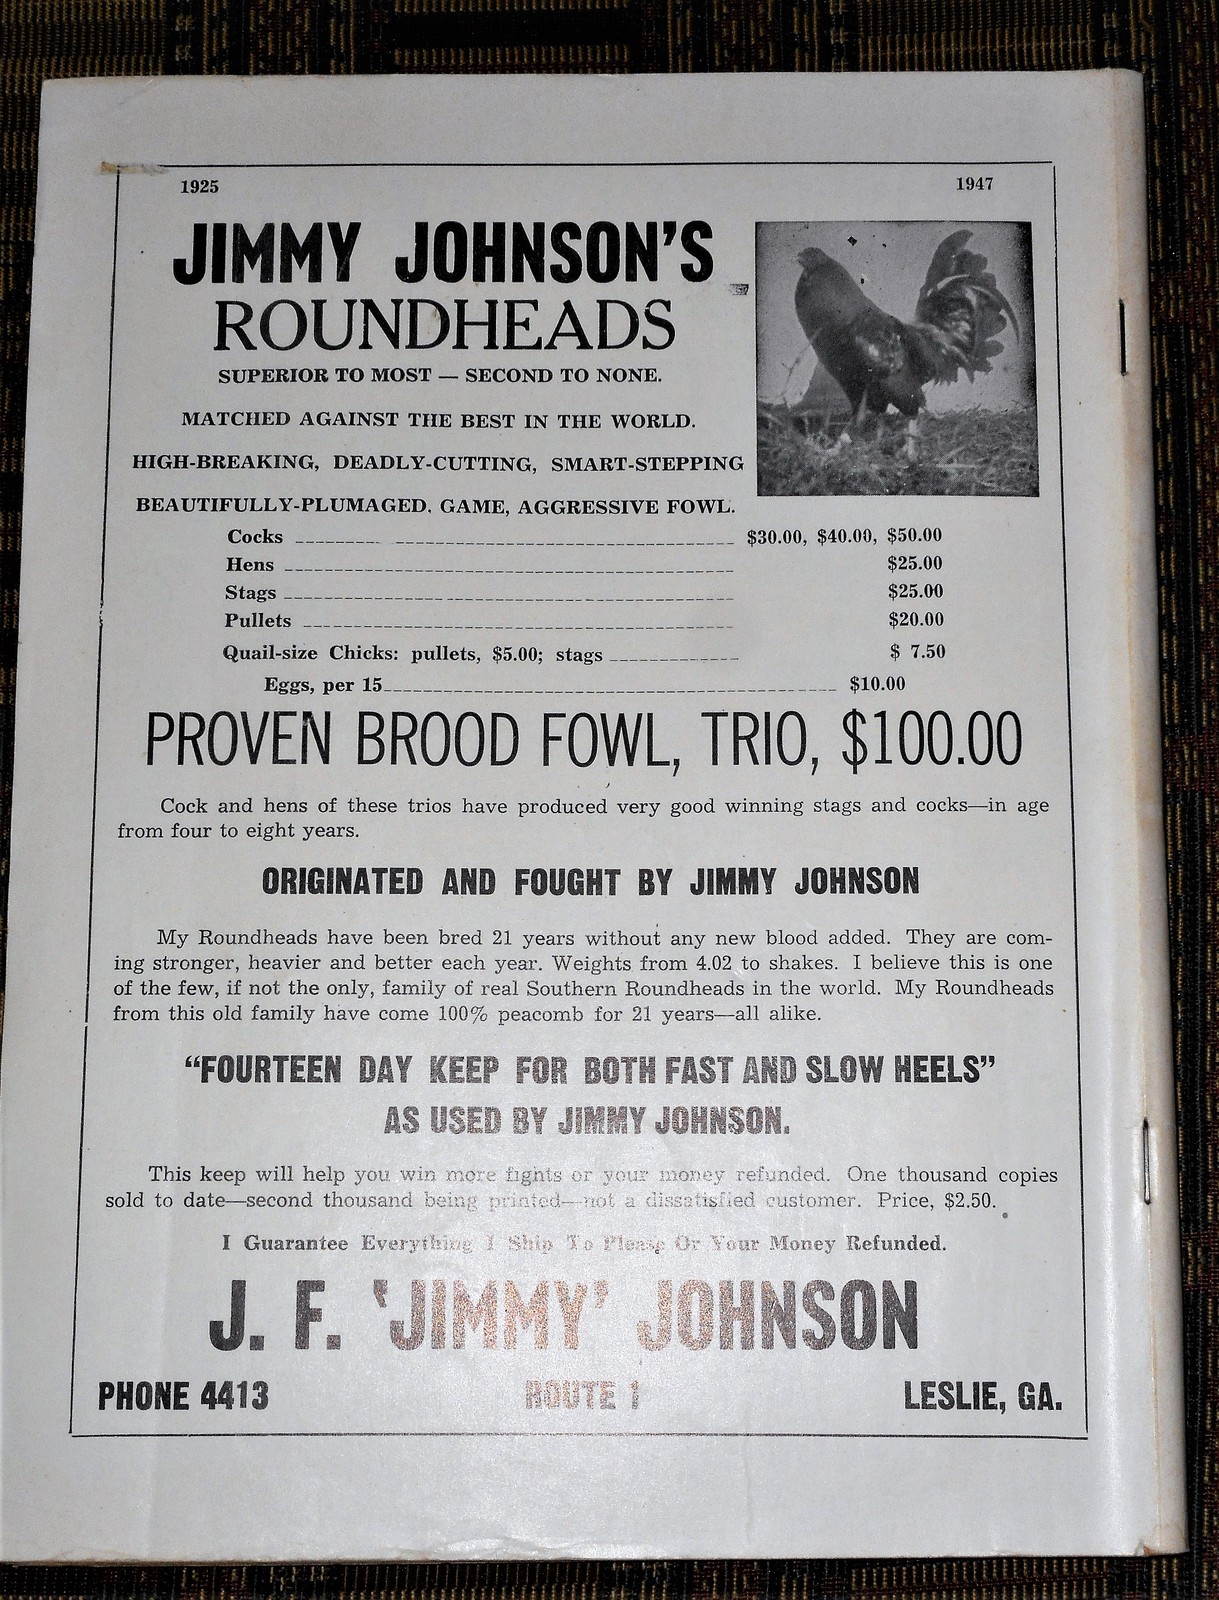 1925 1947
JIMMY JOHNSON'S
ROUNDHEADS
SUPERIOR TO MOST — SECOND TO NONE.
MATCHED AGAINST THE BEST IN THE WORLD.
HIGH-BREAKING, DEADLY-CUTTING, SMART-STEPPING
BEAUTIFULLY-PLUMAGED. GAME, AGGRESSIVE FOWL.
Cocks $30.00, $40.00, $50.00
Hens $25.00
Stags $25.00
Pullets $20.00
Quail-size Chicks: pullets, $5.00; stags $ 7.50
Eggs, per 15 $10.00
PROVEN BROOD FOWL, TRIO, $100.00
Cock and hens of these trios have produced very good winning stags and cocks—in age
from four to eight years.
ORIGINATED AND FOUGHT BY JIMMY JOHNSON
My Roundheads have been bred 21 years without any new blood added. They are com-
ing stronger, heavier and better each year. Weights from 4.02 to shakes. I believe this is one
of the few, if not the only, family of real Southern Roundheads in the world. My Roundheads
from this old family have come 100% peacomb for 21 years—all alike.
"FOURTEEN DAY KEEP FOR BOTH FAST AND SLOW HEELS"
AS USED BY JIMMY JOHNSON.
This keep will help you win more fights or your money refunded. One thousand copies
sold to date—second thousand being printed—not a dissatisfied customer. Price, $2.50.
I Guarantee Everything I Ship To Please Or Your Money Refunded.
J. F. 'JIMMY' JOHNSON
PHONE 4413 ROUTE 1 LESLIE, GA.